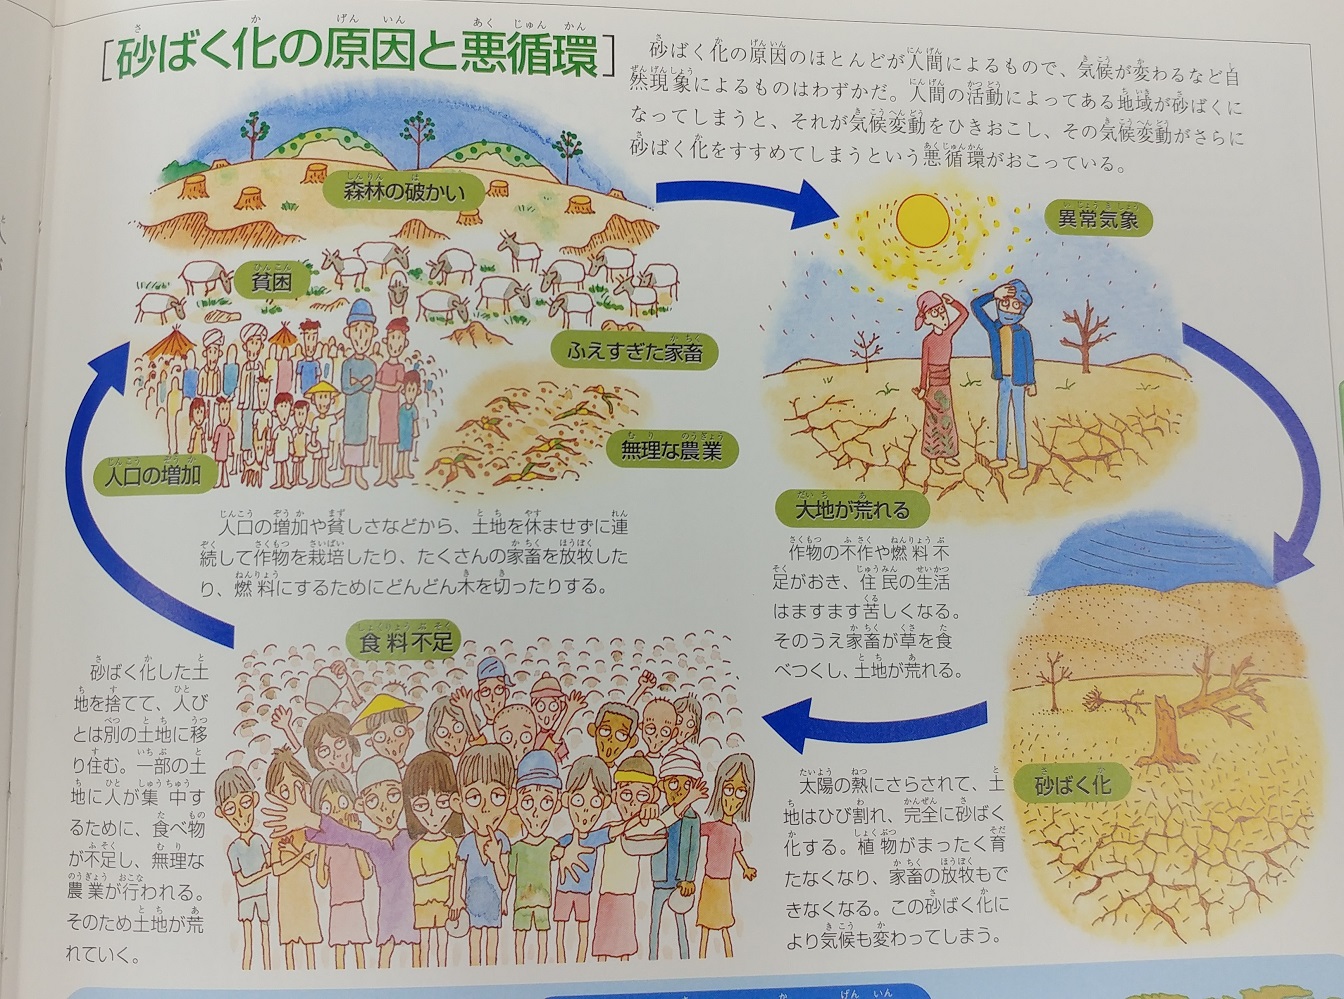 [砂ばく化の原因と悪循環]
砂ばく化の原因のほとんどが人間によるもので、気候が変わるなど自
然現象によるものはわずかだ。人間の活動によってある地域が砂ばくに
なってしまうと、それが気候変動をひきおこし、その気候変動がさらに
砂ばく化をすすめてしまうという悪循環がおこっている。
森林の破かい
貧困
ふえすぎた家畜
無理な農業
人口の増加
人口の増加や貧しさなどから、土地を休ませずに連
続して作物を栽培したり、たくさんの家畜を放牧した
り、燃料にするためにどんどん木を切ったりする。
異常気象
大地が荒れる
作物の不作や燃料不
足がおき、住民の生活
はますます苦しくなる。
そのうえ家畜が草を食
べつくし、土地が荒れる。
砂ばく化
太陽の熱にさらされて、土
地はひび割れ、完全に砂ばく
化する。植物がまったく育
たなくなり、家畜の放牧もで
きなくなる。この砂ばく化に
より気候も変わってしまう。
食料不足
砂ばく化した土
地を捨てて、人び
とは別の土地に移
り住む。一部の土
地に人が集中す
るために、食べ物
が不足し、無理な
農業が行われる。
そのため土地が荒
れていく。